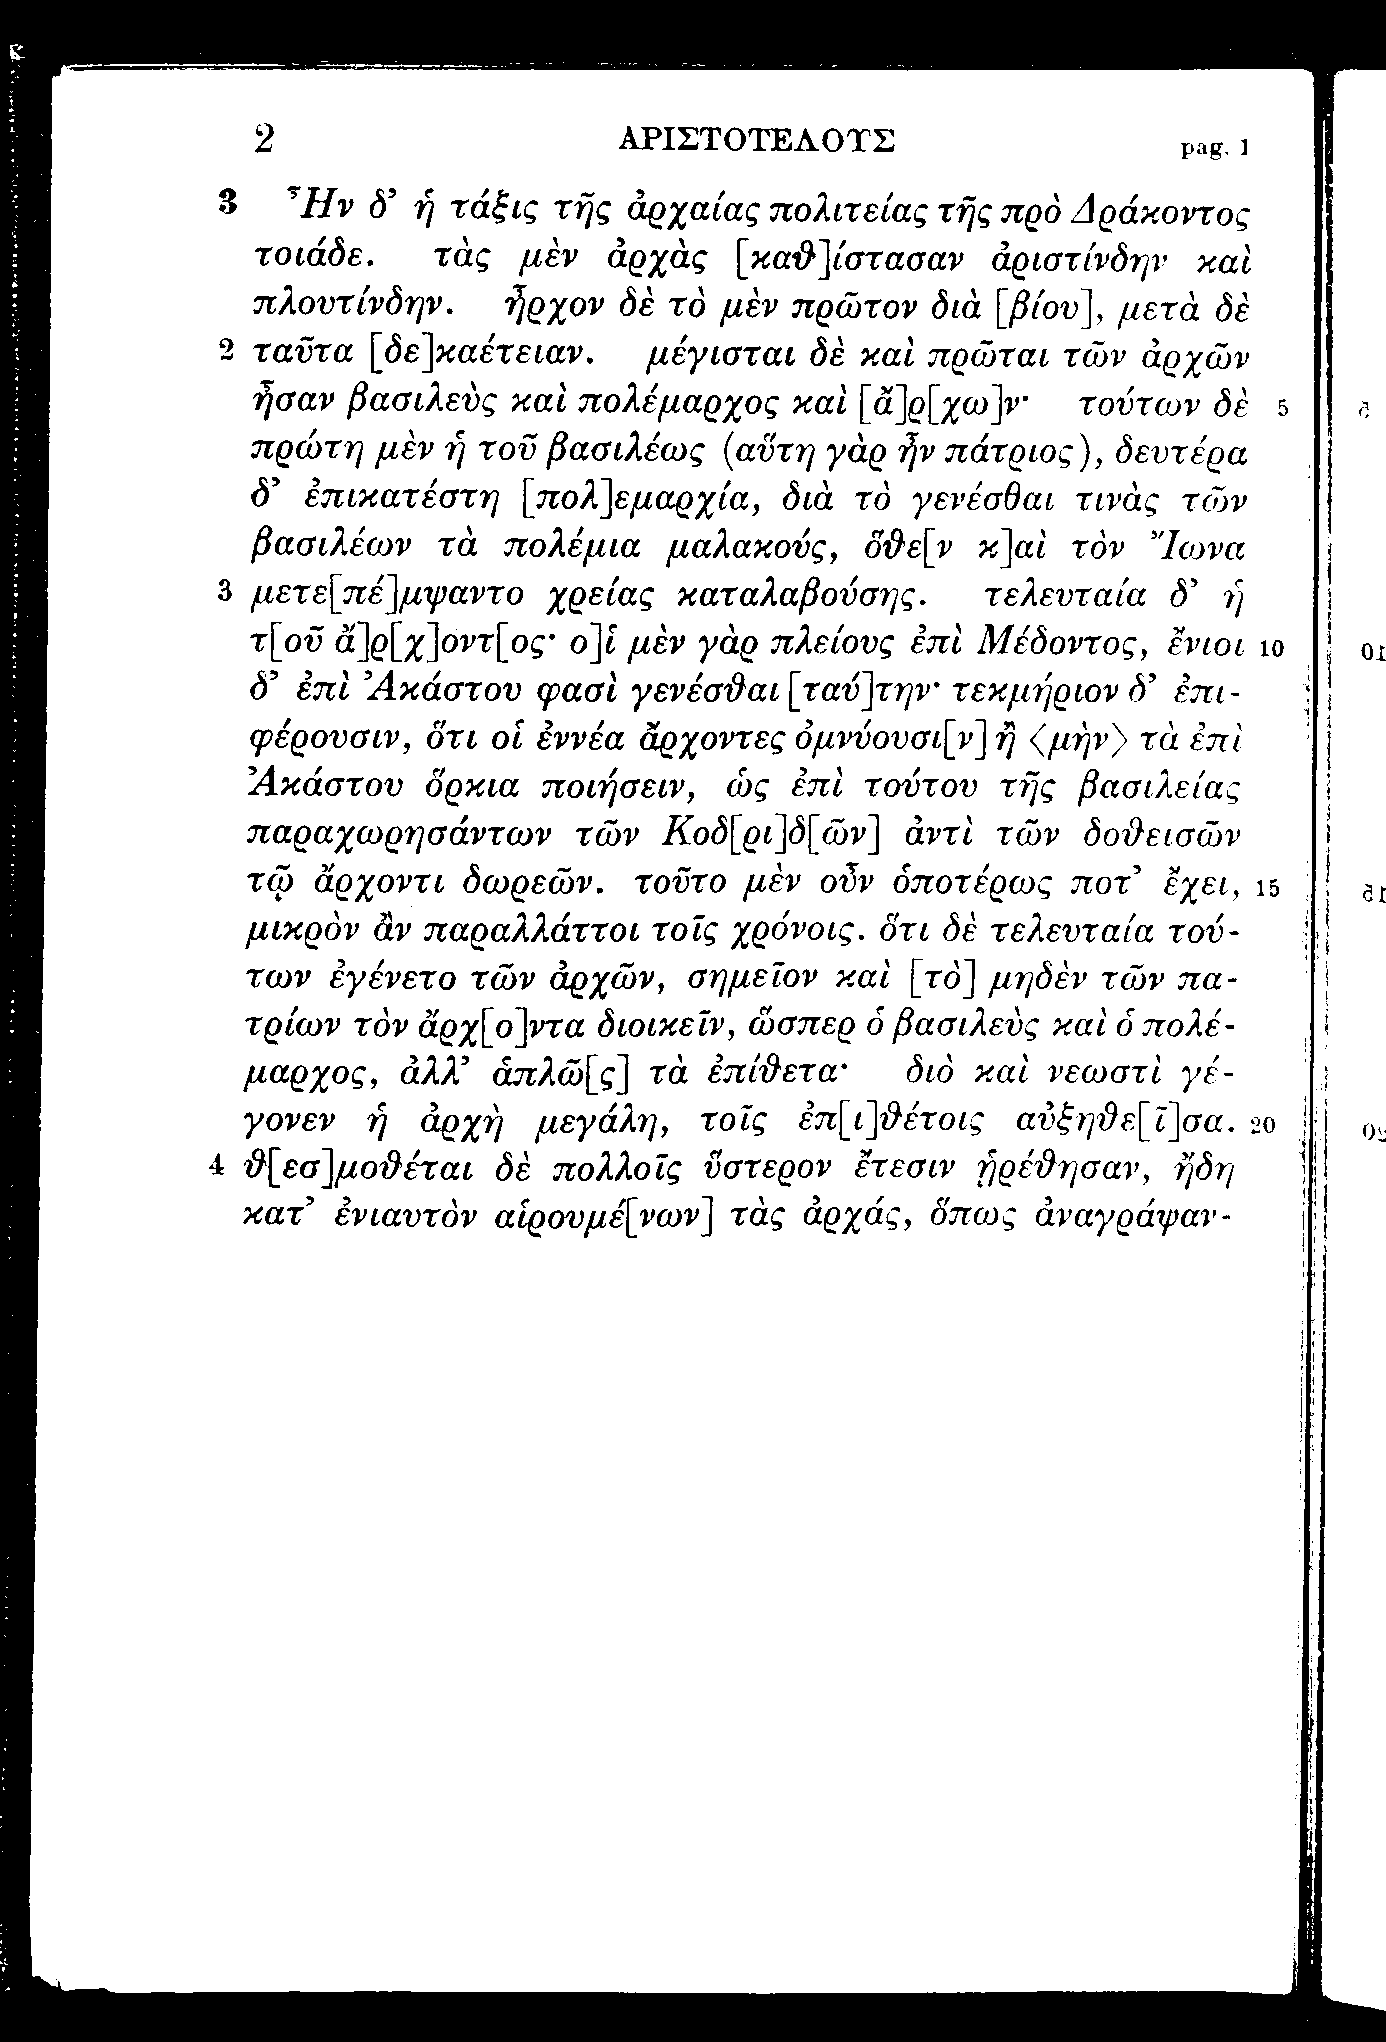 2 ΑΡΙΣΤΟΤΕΛΟΥΣ pag. 1
3 Ἦν δ’ ἡ τάξις τῆς ἀρχαίας πολιτείας τῆς πρὸ Δράκοντος
τοιάδε. τὰς μὲν ἀρχὰς [καθ]ίστασαν ἀριστίνδην καὶ
πλουτίνδην. ἦρχον δὲ τὸ μὲν πρῶτον διὰ [βίου], μετὰ δὲ
2 ταῦτα [δε]καέτειαν. μέγισται δὲ καὶ πρῶται τῶν ἀρχῶν
ἦσαν βασιλεὺς καὶ πολέμαρχος καὶ [ἄ]ρ[χω]ν· τούτων δὲ 5
πρώτη μὲν ἡ τοῦ βασιλέως (αὕτη γὰρ ἦν πάτριος), δευτέρα
δ’ ἐπικατέστη [πολ]εμαρχία, διὰ τὸ γενέσθαι τινὰς τῶν
βασιλέων τὰ πολέμια μαλακούς, ὅθε[ν κ]αὶ τὸν Ἴωνα
3 μετε[πέ]μψαντο χρείας καταλαβούσης. τελευταία δ’ ἡ
τ[οῦ ἄ]ρ[χ]οντ[ος· ο]ἱ μὲν γὰρ πλείους ἐπὶ Μέδοντος, ἔνιοι 10
δ’ ἐπὶ Ἀκάστου φασὶ γενέσθαι [ταύ]την· τεκμήριον δ’ ἐπι-
φέρουσιν, ὅτι οἱ ἐννέα ἄρχοντες ὀμνύουσι[ν] ἦ ⟨μὴν⟩ τὰ ἐπὶ
Ἀκάστου ὅρκια ποιήσειν, ὡς ἐπὶ τούτου τῆς βασιλείας
παραχωρησάντων τῶν Κοδ[ρι]δ[ῶν] ἀντὶ τῶν δοθεισῶν
τῷ ἄρχοντι δωρεῶν. τοῦτο μὲν οὖν ὁποτέρως ποτ’ ἔχει, 15
μικρὸν ἂν παραλλάττοι τοῖς χρόνοις. ὅτι δὲ τελευταία τού-
των ἐγένετο τῶν ἀρχῶν, σημεῖον καὶ [τὸ] μηδὲν τῶν πα-
τρίων τὸν ἄρχ[ο]ντα διοικεῖν, ὥσπερ ὁ βασιλεὺς καὶ ὁ πολέ-
μαρχος, ἀλλ’ ἁπλῶ[ς] τὰ ἐπίθετα· διὸ καὶ νεωστὶ γέ-
γονεν ἡ ἀρχὴ μεγάλη, τοῖς ἐπ[ι]θέτοις αὐξηθε[ῖ]σα. 20
4 θ[εσ]μοθέται δὲ πολλοῖς ὕστερον ἔτεσιν ᾑρέθησαν, ἤδη
κατ’ ἐνιαυτὸν αἱρουμέ[νων] τὰς ἀρχάς, ὅπως ἀναγράψαν-